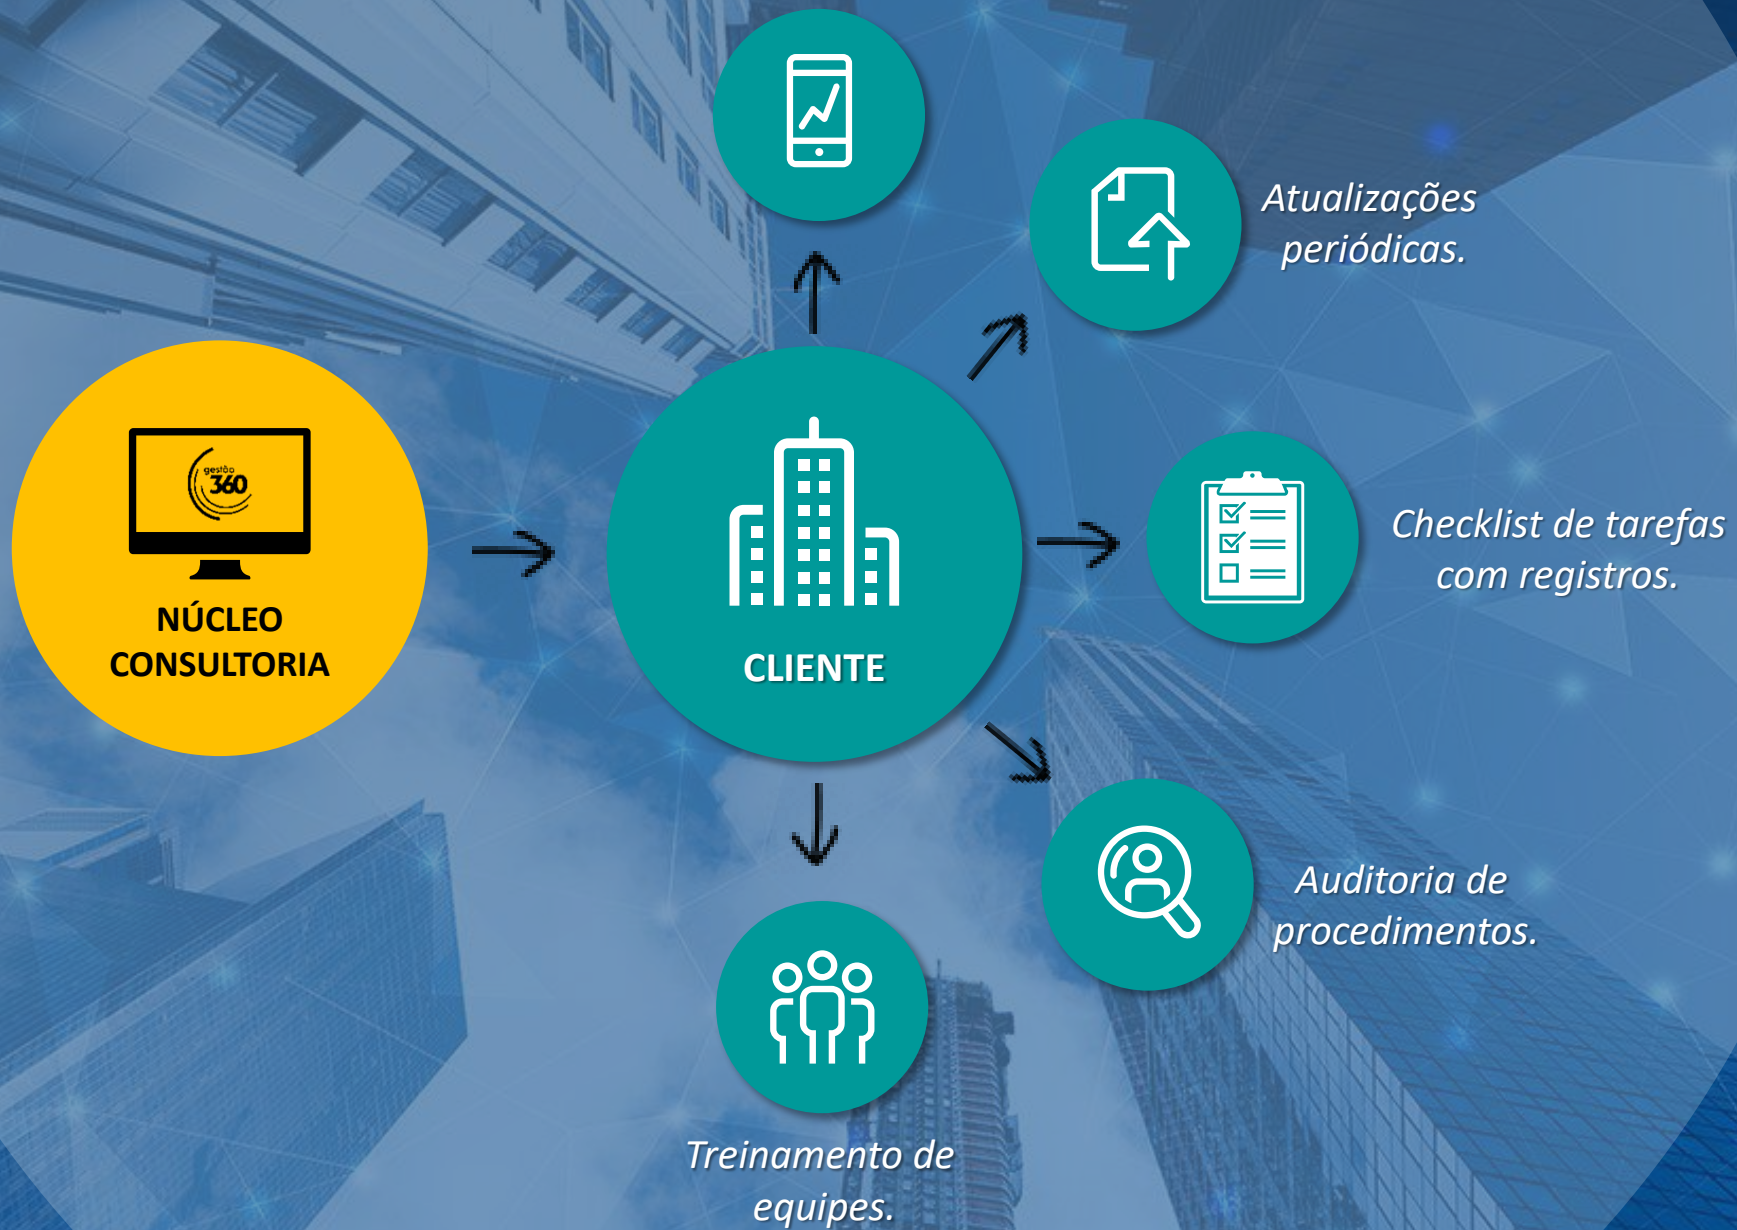 Atualizações
periódicas.
gestão
360
NÚCLEO
CONSULTORIA
CLIENTE
Checklist de tarefas
com registros.
Auditoria de
procedimentos.
Treinamento de
equipes.